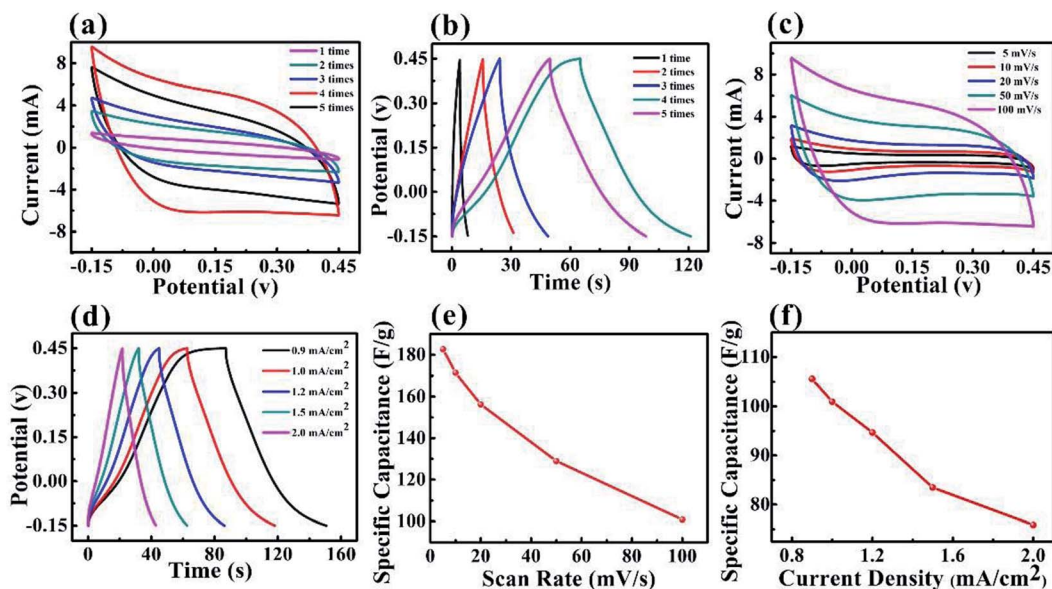 (a)
Current (mA)
8
4
0
-4
-8
1 time
2 times
3 times
4 times
5 times
-0.15 0.00 0.15 0.30 0.45
Potential (v)
(b)
Potential (v)
0.45
0.30
0.15
0.00
-0.15
1 time
2 times
3 times
4 times
5 times
0 30 60 90 120
Time (s)
(c)
Current (mA)
8
4
0
-4
-8
5 mV/s
10 mV/s
20 mV/s
50 mV/s
100 mV/s
-0.15 0.00 0.15 0.30 0.45
Potential (v)
(d)
Potential (v)
0.45
0.30
0.15
0.00
-0.15
0.9 mA/cm²
1.0 mA/cm²
1.2 mA/cm²
1.5 mA/cm²
2.0 mA/cm²
0 40 80 120 160
Time (s)
(e)
Specific Capacitance (F/g)
180
160
140
120
100
0 20 40 60 80 100
Scan Rate (mV/s)
(f)
Specific Capacitance (F/g)
110
100
90
80
70
0.8 1.2 1.6 2.0
Current Density (mA/cm²)